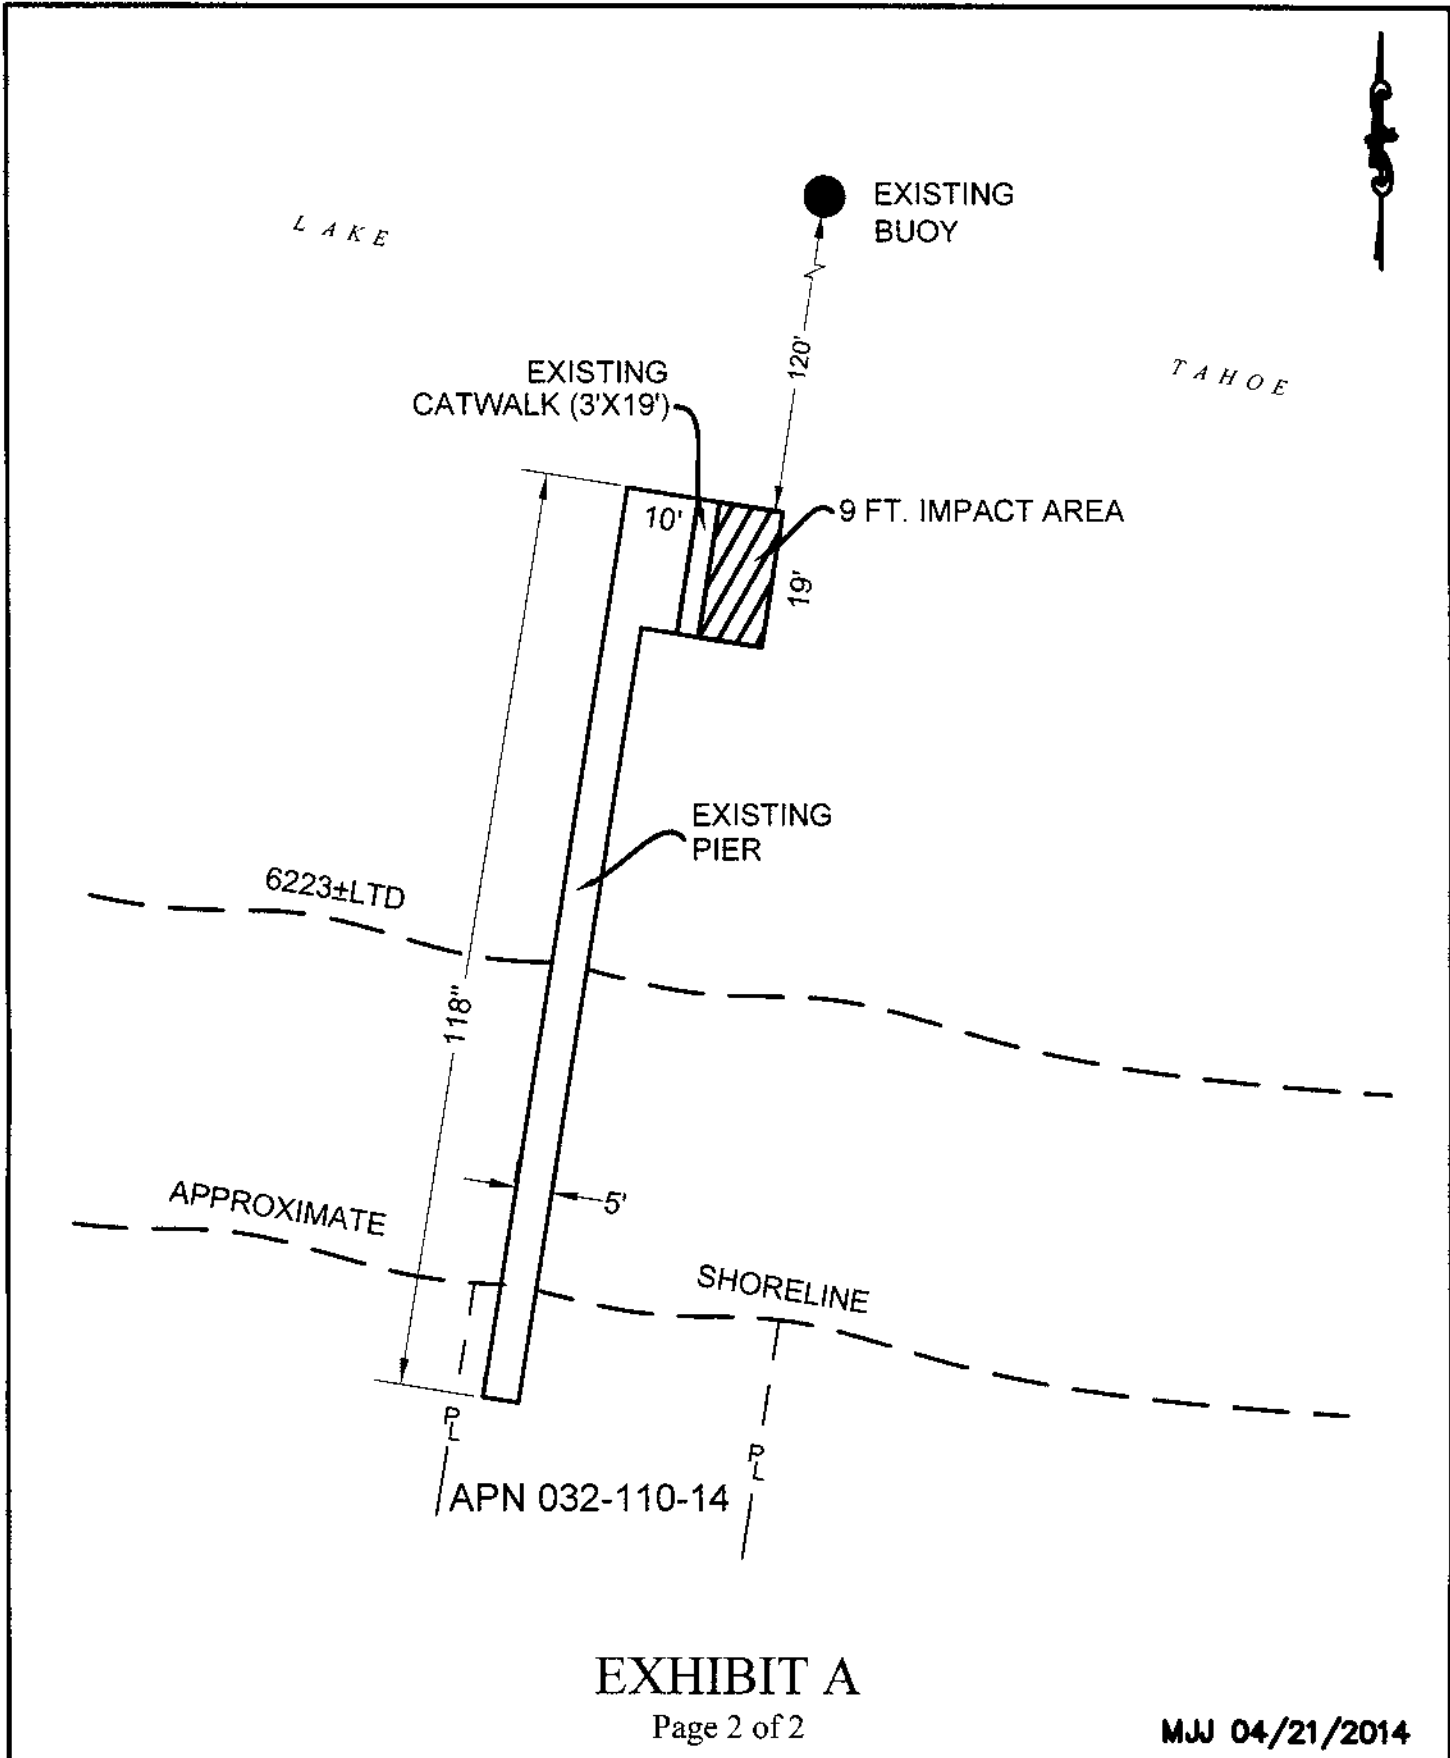 EXISTING
BUOY
LAKE
120'
TAHOE
EXISTING
CATWALK (3'X19')
10'
9 FT. IMPACT AREA
19'
EXISTING
PIER
6223±LTD
118"
5'
APPROXIMATE
SHORELINE
PL
PL
APN 032-110-14
EXHIBIT A
Page 2 of 2
MJJ 04/21/2014